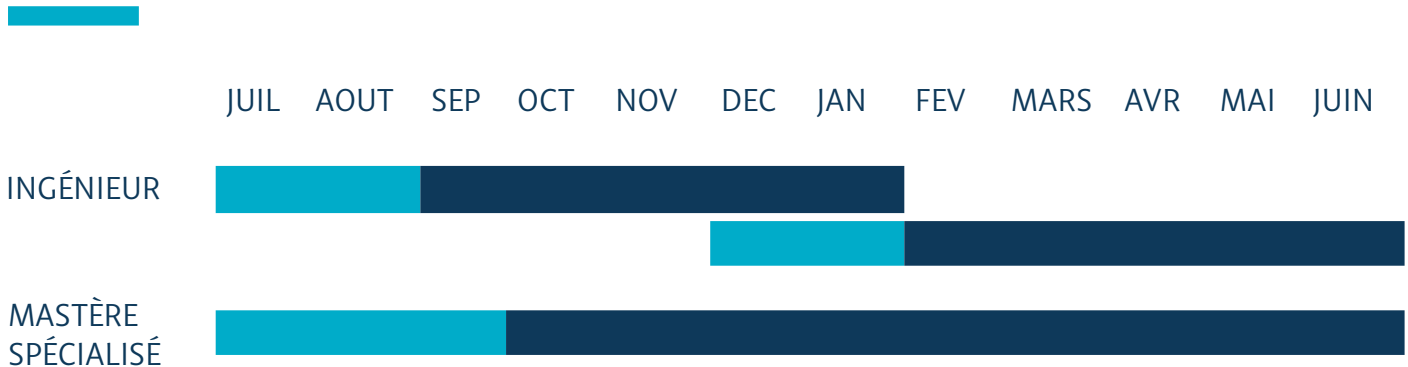 JUIL AOUT SEP OCT NOV DEC JAN FEV MARS AVR MAI JUIN
INGÉNIEUR
MASTÈRE
SPÉCIALISÉ